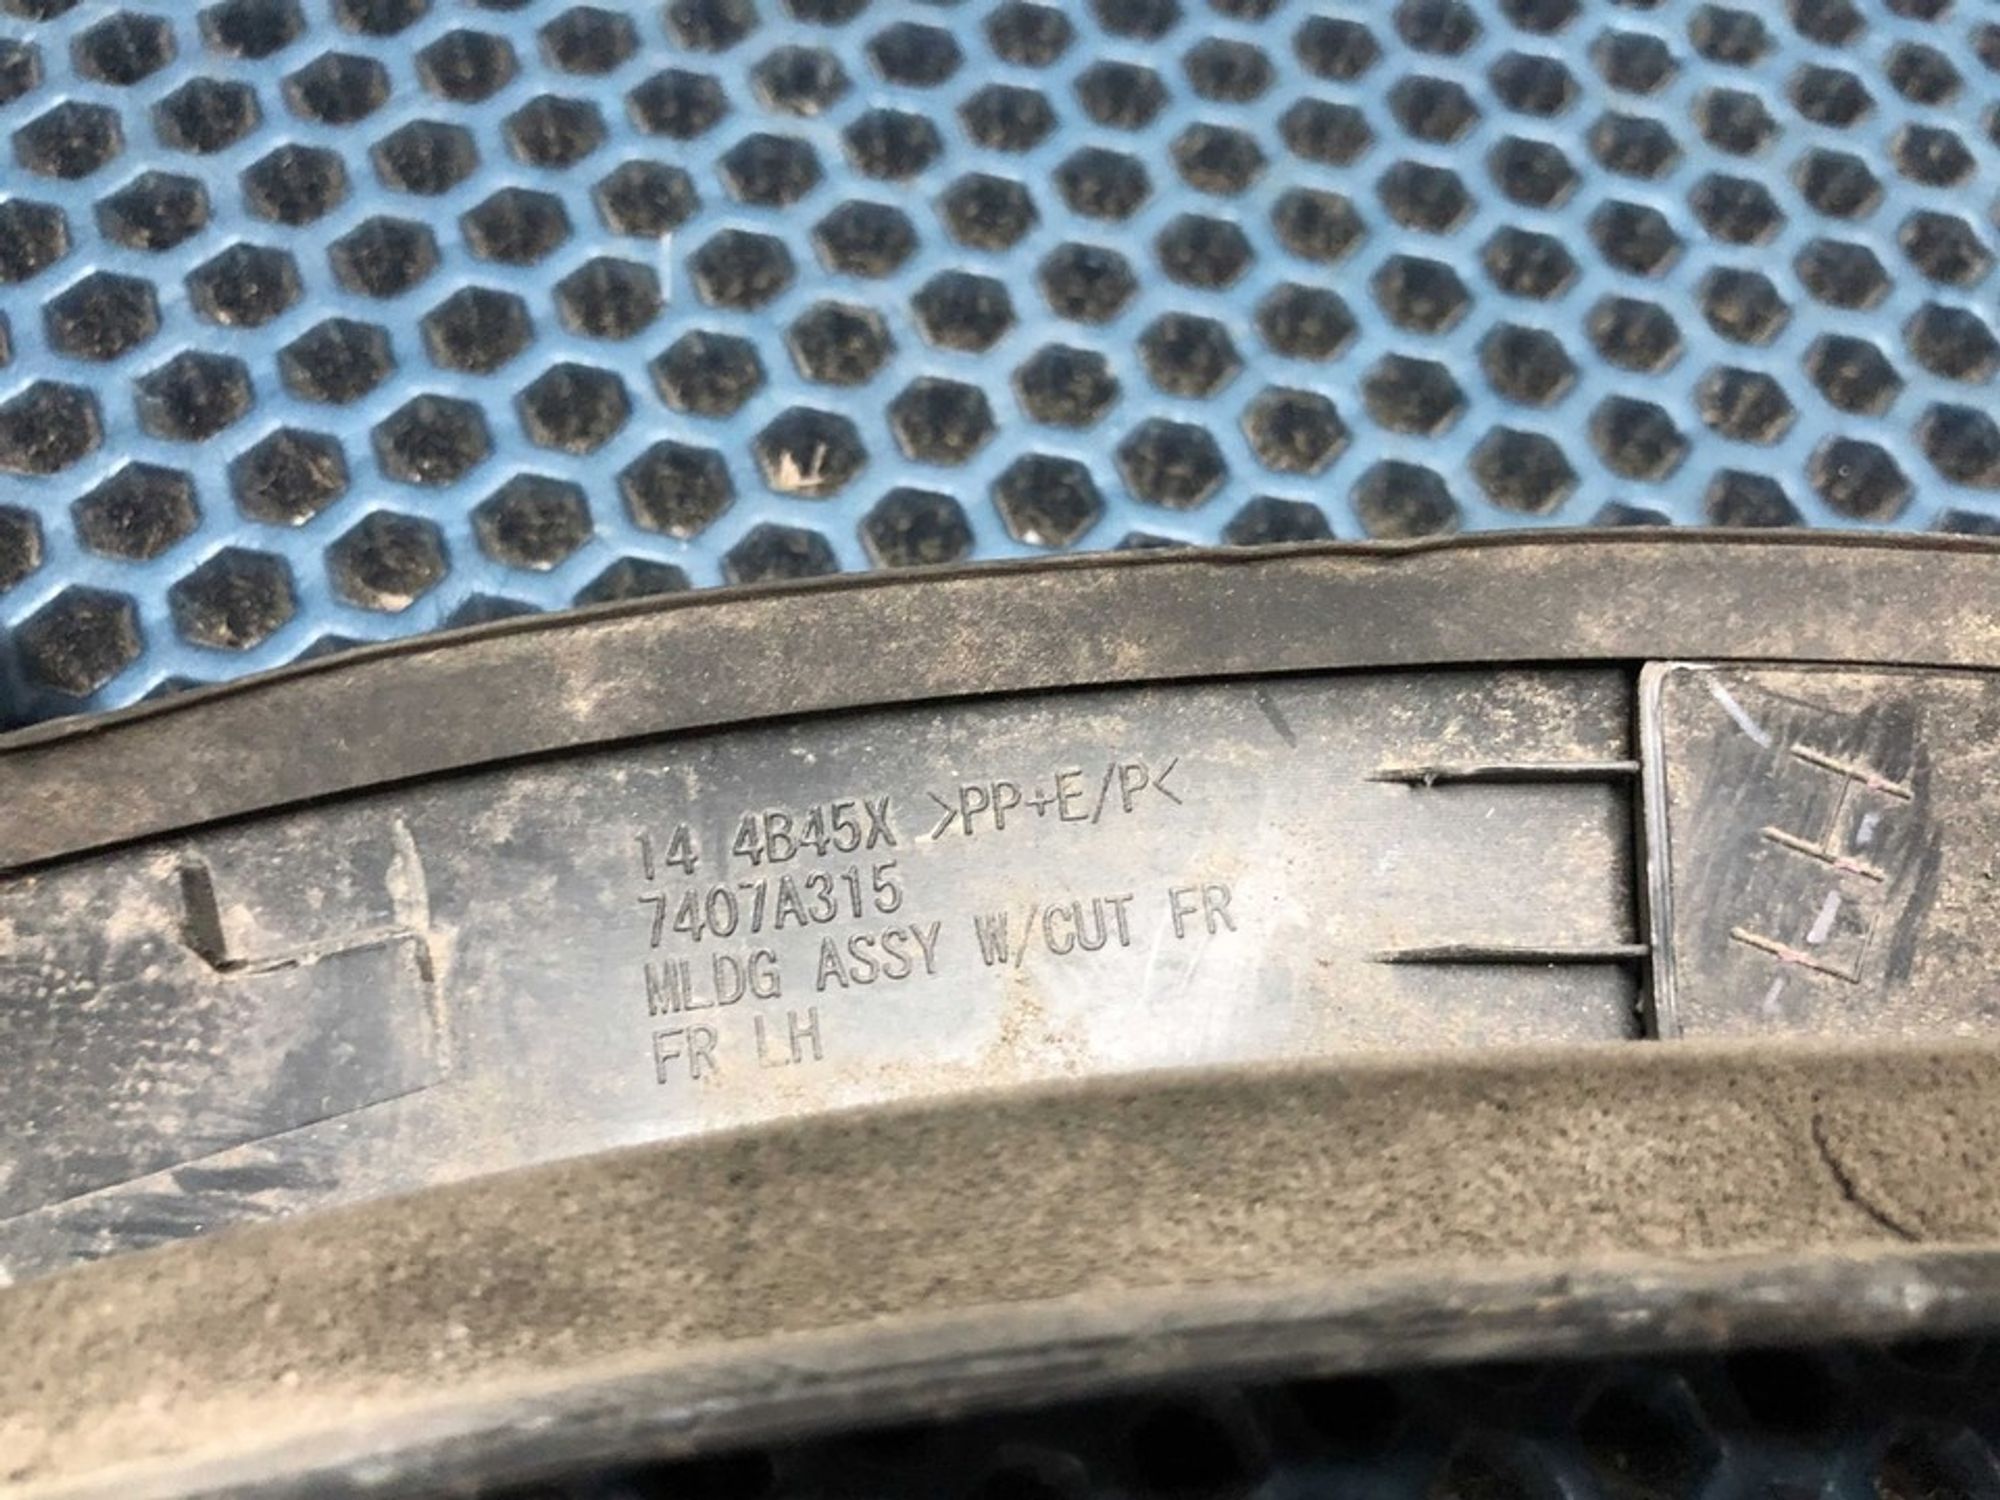 14 4B45X >PP+E/P<
7407A315
MLDG ASSY W/CUT FR
FR LH